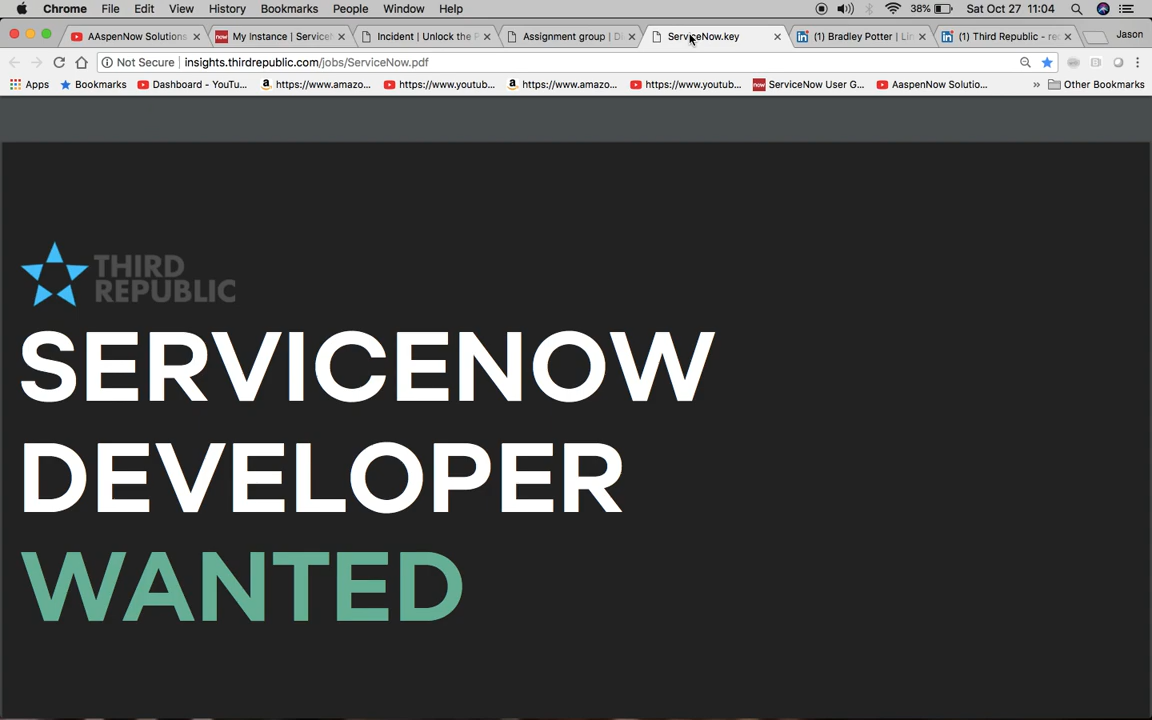 Chrome File Edit View History Bookmarks People Window Help 38% Sat Oct 27 11:04
AAspenNow Solutions My Instance | Service Incident | Unlock the Assignment group | ServiceNow.key (1) Bradley Potter | Lin (1) Third Republic - re Jason
Not Secure insights.thirdrepublic.com/jobs/ServiceNow.pdf
Apps Bookmarks Dashboard - YouTu... https://www.amazo... https://www.youtub... https://www.amazo... https://www.youtub... ServiceNow User G... AaspenNow Solutio... » Other Bookmarks
THIRD
REPUBLIC
SERVICENOW
DEVELOPER
WANTED